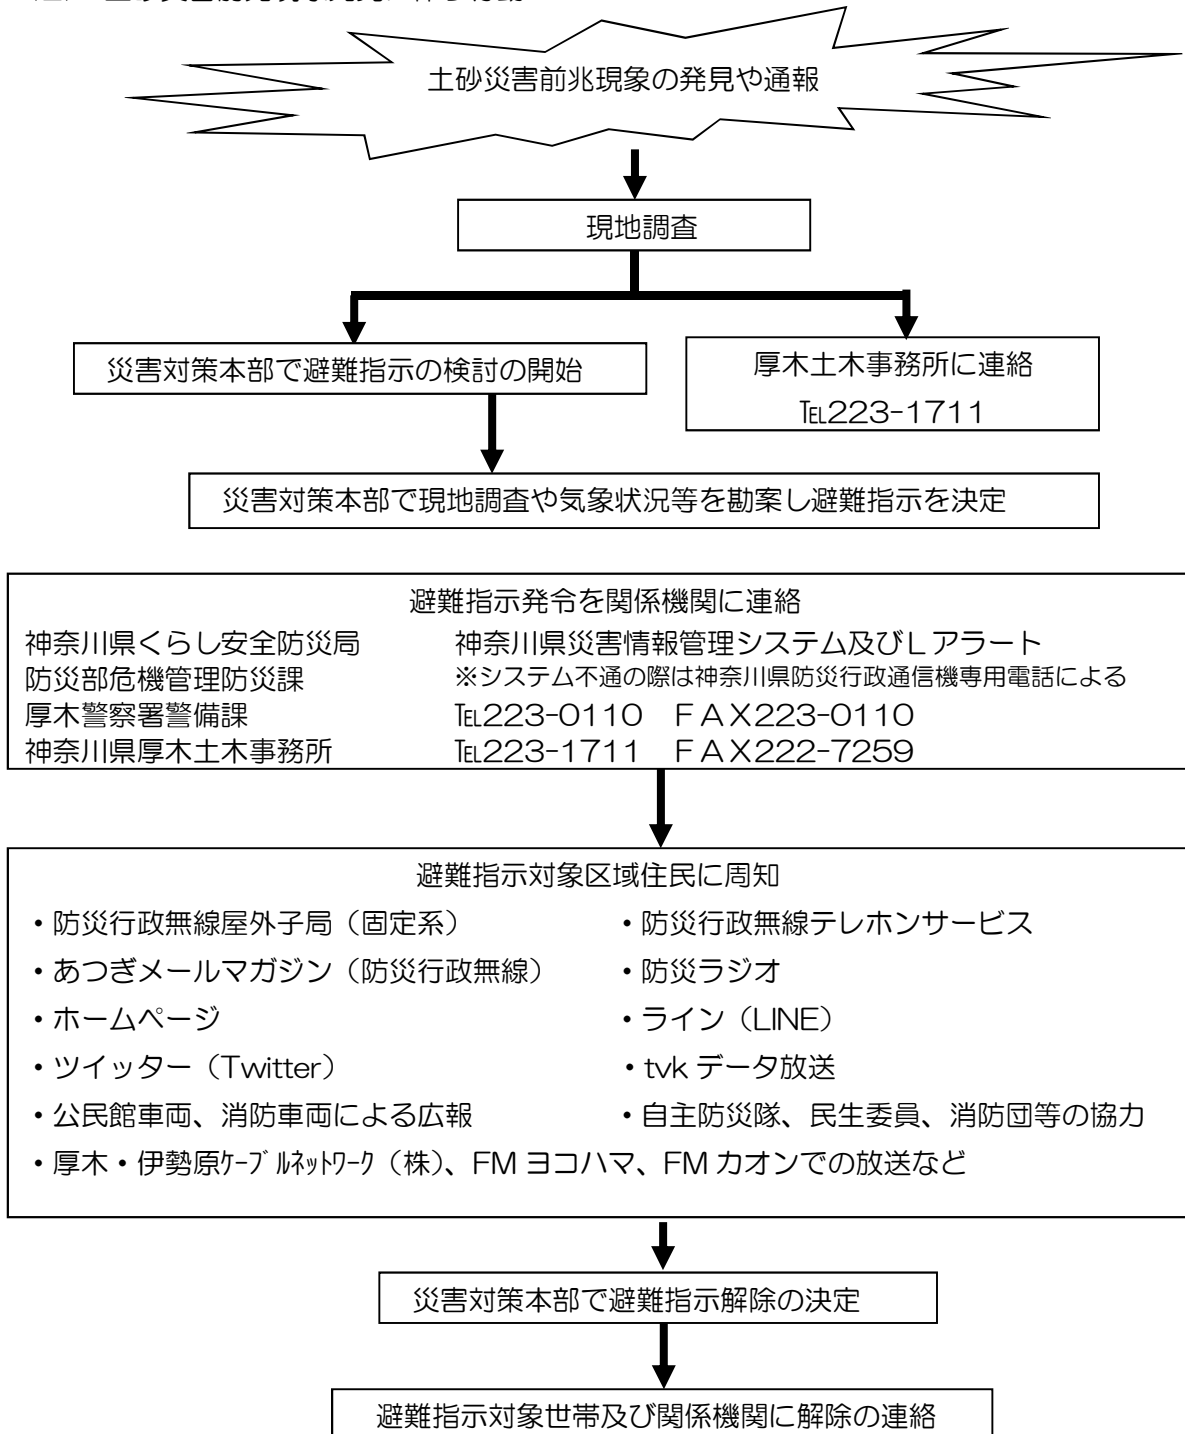 土砂災害前兆現象の発見や通報
現地調査
災害対策本部で避難指示の検討の開始
厚木土木事務所に連絡
℡223-1711
災害対策本部で現地調査や気象状況等を勘案し避難指示を決定
避難指示発令を関係機関に連絡
神奈川県くらし安全防災局 神奈川県災害情報管理システム及びLアラート
防災部危機管理防災課 ※システム不通の際は神奈川県防災行政通信機専用電話による
厚木警察署警備課 ℡223-0110 FAX223-0110
神奈川県厚木土木事務所 ℡223-1711 FAX222-7259
避難指示対象区域住民に周知
・防災行政無線屋外子局（固定系） ・防災行政無線テレホンサービス
・あつぎメールマガジン（防災行政無線） ・防災ラジオ
・ホームページ ・ライン（LINE）
・ツイッター（Twitter） ・tvk データ放送
・公民館車両、消防車両による広報 ・自主防災隊、民生委員、消防団等の協力
・厚木・伊勢原ｹｰﾌﾞﾙﾈｯﾄﾜｰｸ（株）、FM ヨコハマ、FM カオンでの放送など
災害対策本部で避難指示解除の決定
避難指示対象世帯及び関係機関に解除の連絡